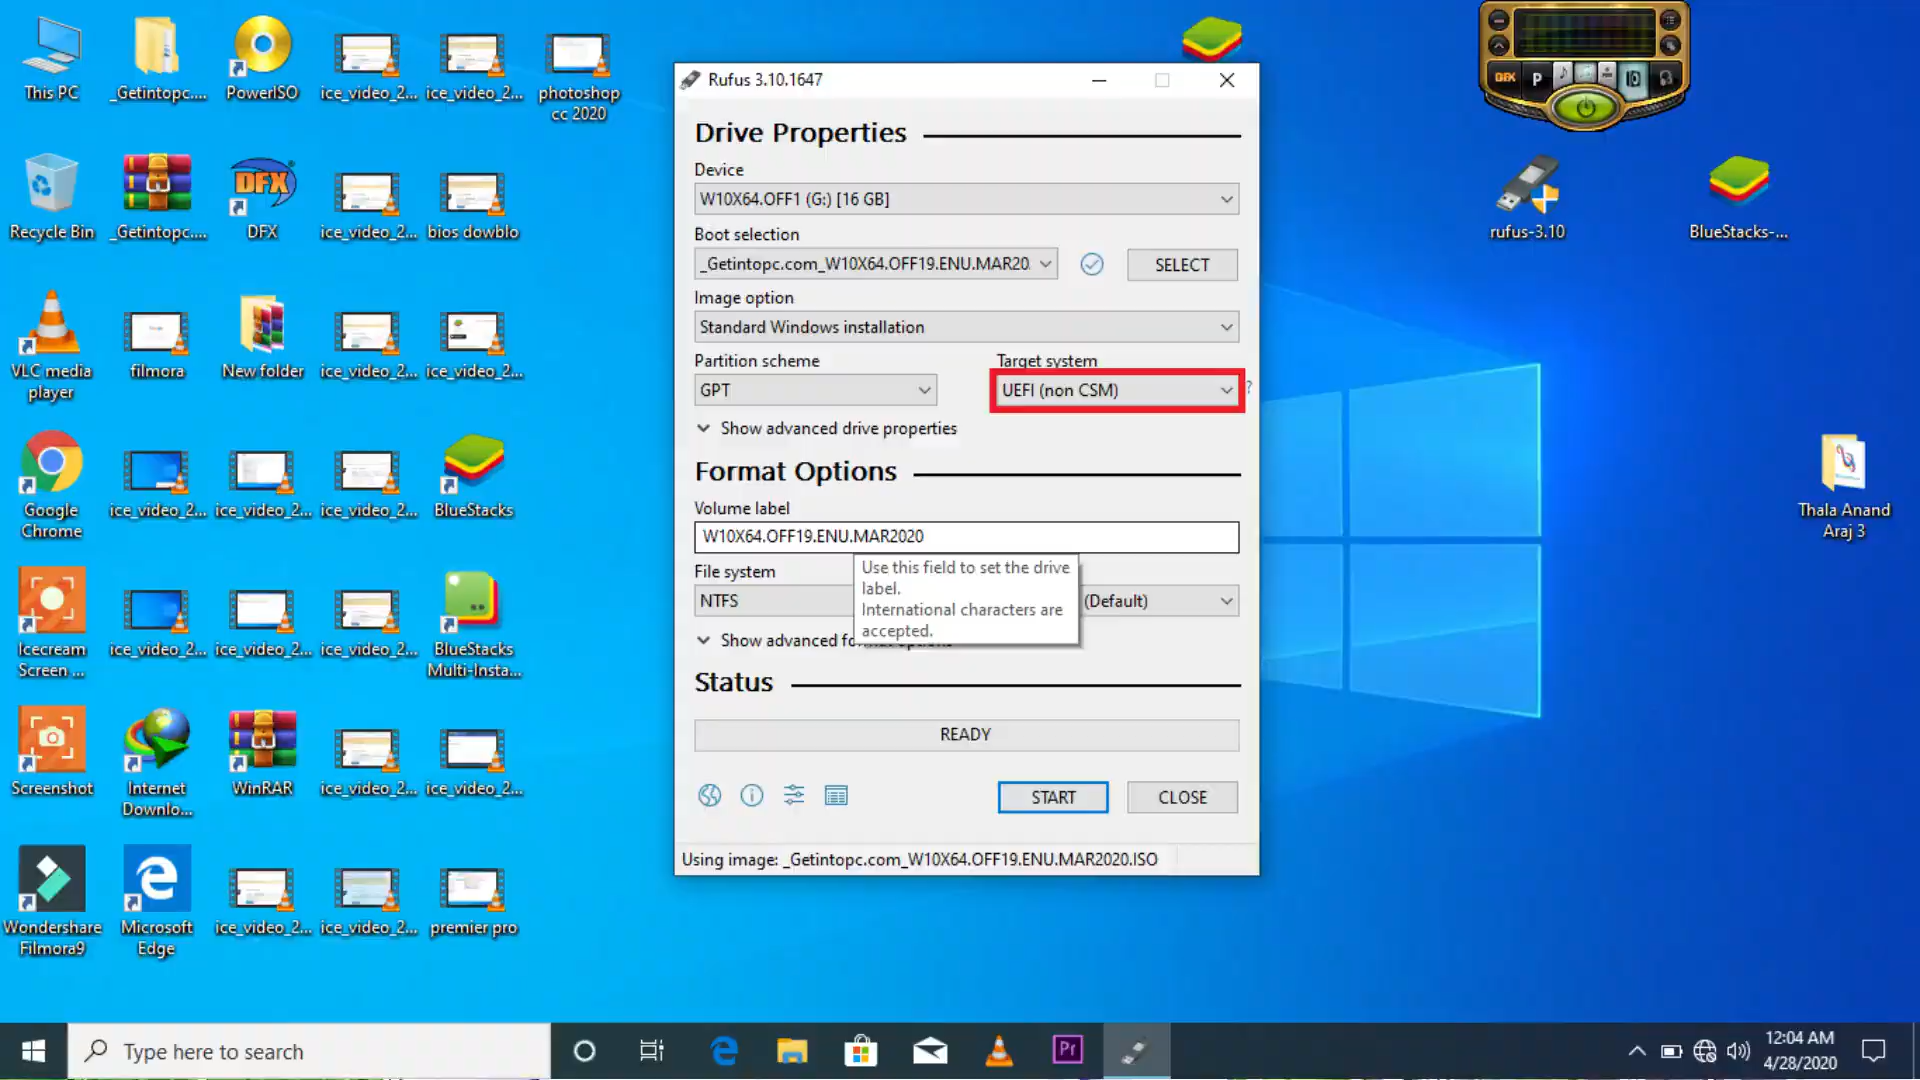 This PC
_Getintopc....
PowerISO
ice_video_2...
ice_video_2...
photoshop
cc 2020
Recycle Bin
_Getintopc....
DFX
DFX
ice_video_2...
bios dowblo
VLC media
player
filmora
New folder
ice_video_2...
ice_video_2...
Google
Chrome
ice_video_2...
ice_video_2...
ice_video_2...
BlueStacks
Icecream
Screen ...
ice_video_2...
ice_video_2...
ice_video_2...
BlueStacks
Multi-Insta...
Screenshot
Internet
Downlo...
WinRAR
ice_video_2...
ice_video_2...
Wondershare
Filmora9
Microsoft
Edge
ice_video_2...
ice_video_2...
premier pro
Rufus 3.10.1647
Drive Properties
Device
W10X64.OFF1 (G:) [16 GB]
Boot selection
_Getintopc.com_W10X64.OFF19.ENU.MAR20
SELECT
Image option
Standard Windows installation
Partition scheme
Target system
GPT
UEFI (non CSM)
?
Show advanced drive properties
Format Options
Volume label
W10X64.OFF19.ENU.MAR2020
Use this field to set the drive
label.
International characters are
accepted.
File system
NTFS
(Default)
Show advanced fo
Status
READY
START
CLOSE
Using image: _Getintopc.com_W10X64.OFF19.ENU.MAR2020.ISO
DFX
P
rufus-3.10
BlueStacks-...
Thala Anand
Araj 3
Type here to search
Pr
12:04 AM
4/28/2020